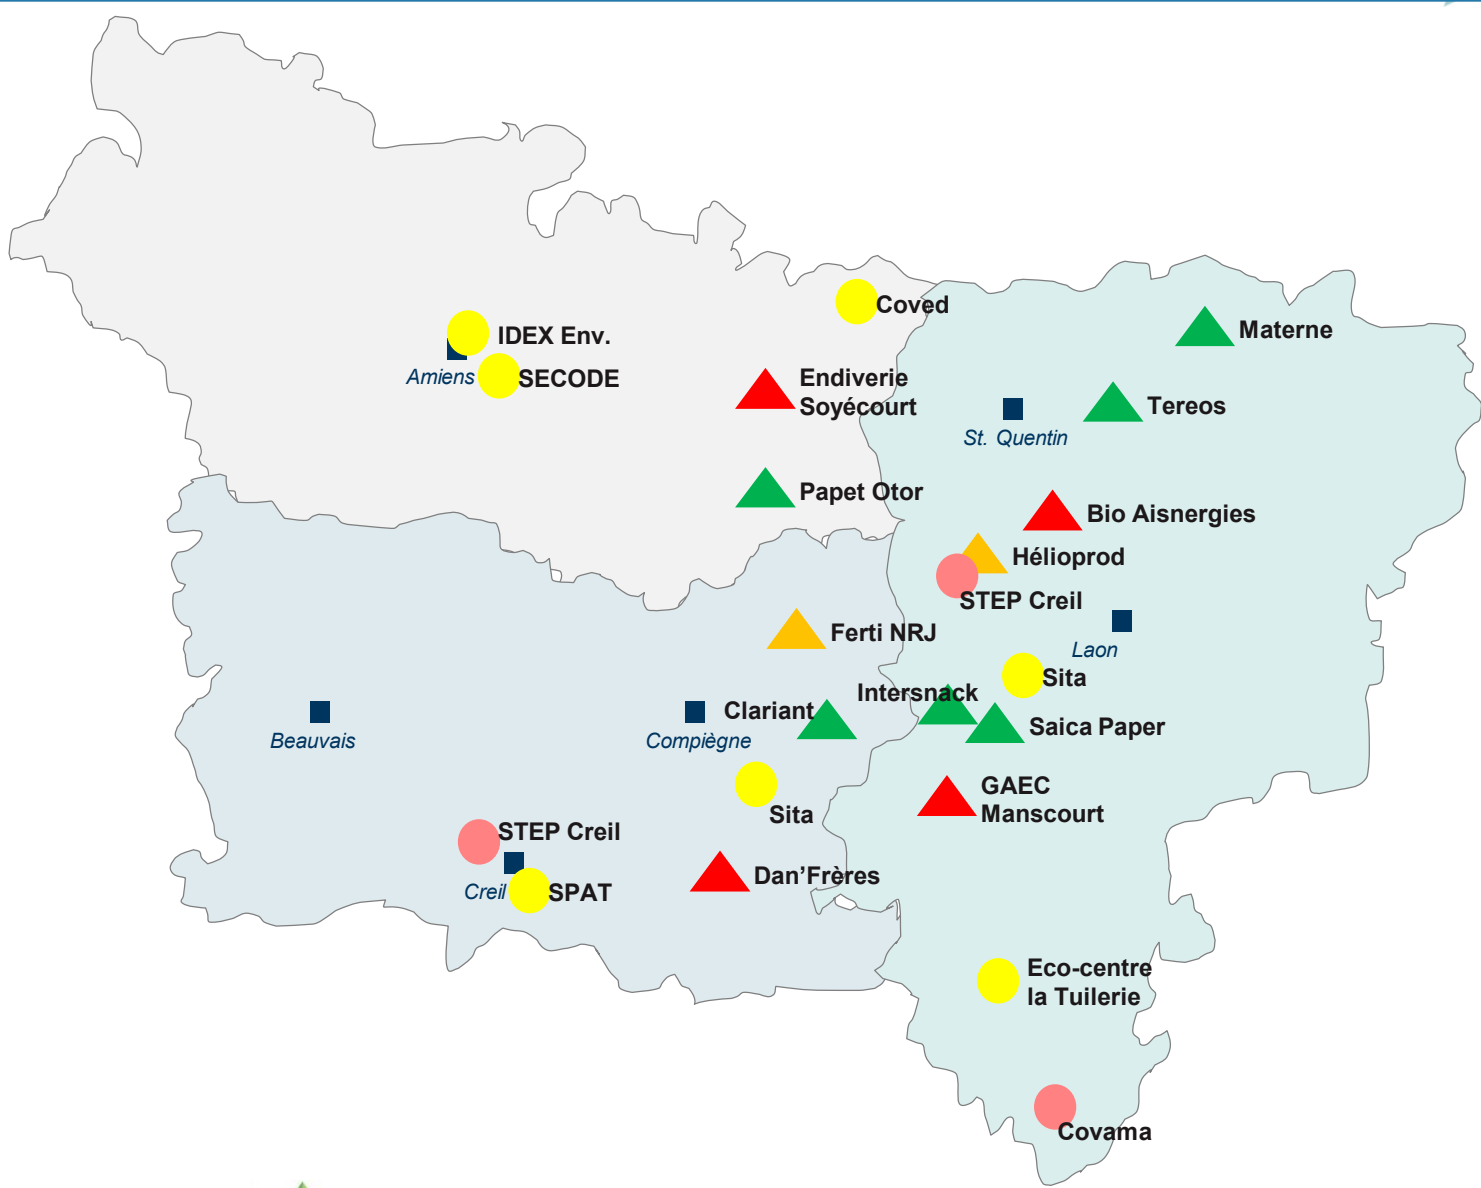 Coved
IDEX Env.
Materne
Amiens
SECODE
Endiverie
Soyécourt
Tereos
St. Quentin
Papet Otor
Bio Aisnergies
Hélioprod
STEP Creil
Ferti NRJ
Laon
Sita
Intersnack
Clariant
Saica Paper
Beauvais
Compiègne
GAEC
Manscourt
Sita
STEP Creil
Dan’Frères
Creil
SPAT
Eco-centre
la Tuilerie
Covama